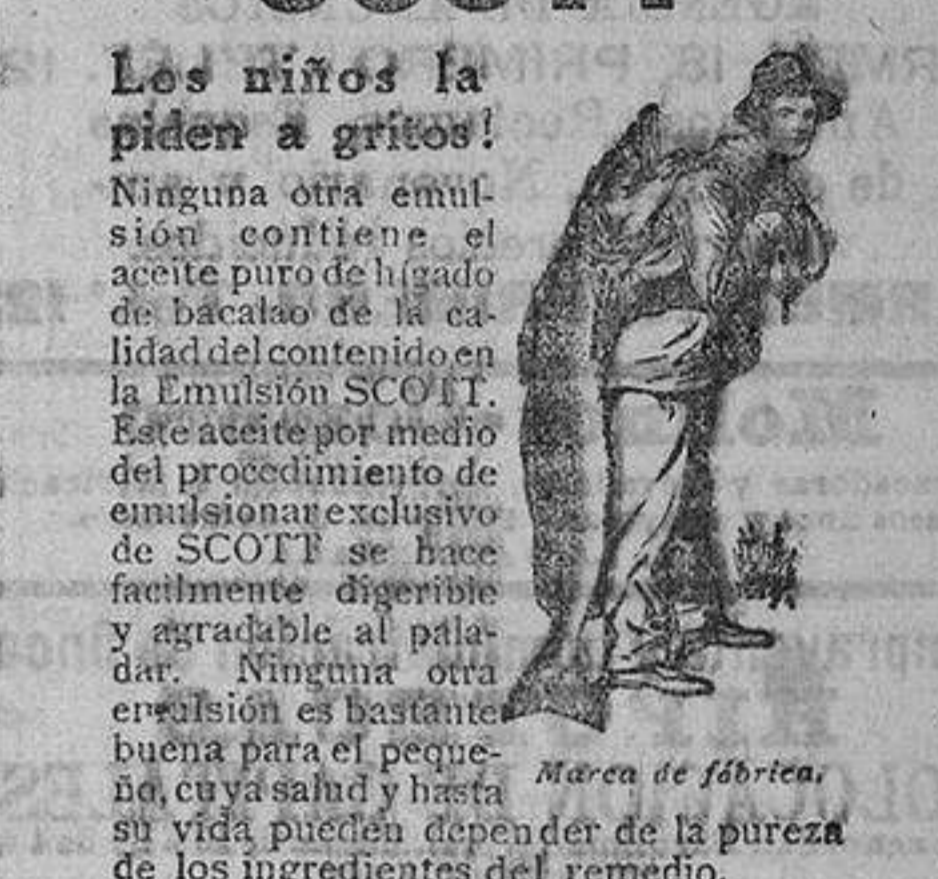 SCOTT
Los niños la
piden a gritos!
Ninguna otra emul-
sión contiene el
aceite puro de hígado
de bacalao de la ca-
lidad del contenido en
la Emulsión SCOTT.
Este aceite por medio
del procedimiento de
emulsionar exclusivo
de SCOTT se hace
facilmente digerible
y agradable al pala-
dar. Ninguna otra
emulsión es bastante
buena para el peque-
ño, cuya salud y hasta
su vida pueden depender de la pureza
de los ingredientes del remedio.
Marca de fábrica.